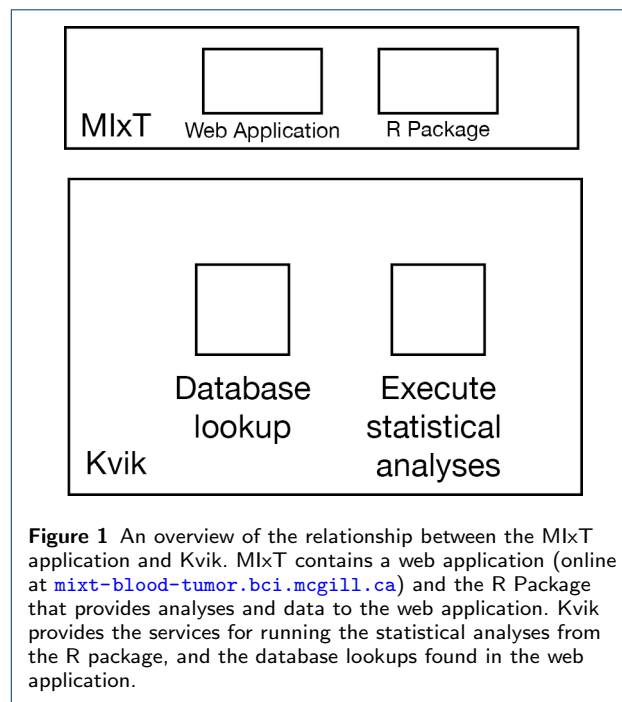 MIxT
Web Application
R Package
Database
lookup
Execute
statistical
analyses
Kvik
Figure 1 An overview of the relationship between the MIxT
application and Kvik. MIxT contains a web application (online
at mixt-blood-tumor.bci.mcgill.ca) and the R Package
that provides analyses and data to the web application. Kvik
provides the services for running the statistical analyses from
the R package, and the database lookups found in the web
application.